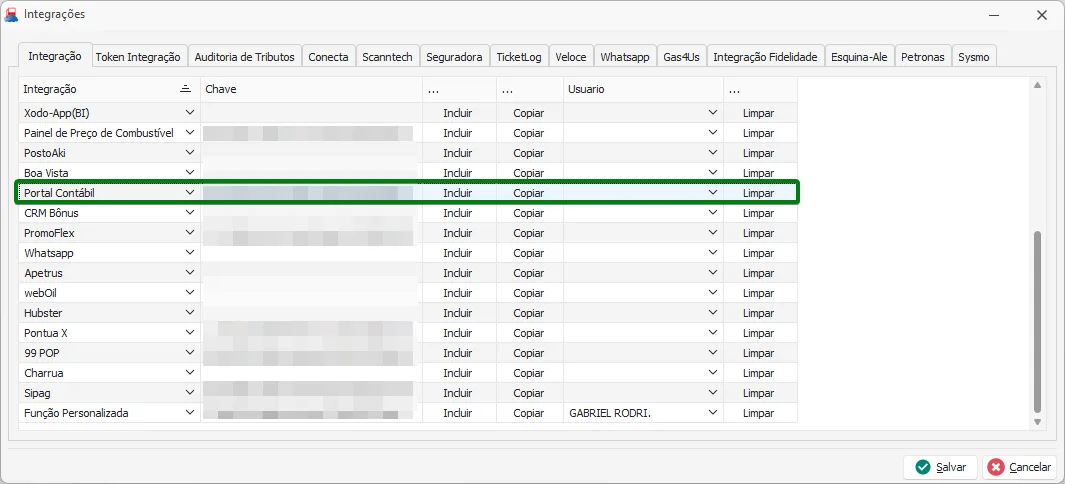 Integrações
Integração Token Integração Auditoria de Tributos Conecta Scanntech Seguradora TicketLog Veloce Whatsapp Gas4Us Integração Fidelidade Esquina-Ale Petronas Sysmo
Integração Chave ... ... Usuario ...
Xodo-App(BI) Incluir Copiar Limpar
Painel de Preço de Combustível Incluir Copiar Limpar
PostoAki Incluir Copiar Limpar
Boa Vista Incluir Copiar Limpar
Portal Contábil Incluir Copiar Limpar
CRM Bônus Incluir Copiar Limpar
PromoFlex Incluir Copiar Limpar
Whatsapp Incluir Copiar Limpar
Apetrus Incluir Copiar Limpar
webOil Incluir Copiar Limpar
Hubster Incluir Copiar Limpar
Pontua X Incluir Copiar Limpar
99 POP Incluir Copiar Limpar
Charrua Incluir Copiar Limpar
Sipag Incluir Copiar Limpar
Função Personalizada Incluir Copiar GABRIEL RODRI. Limpar
Salvar Cancelar